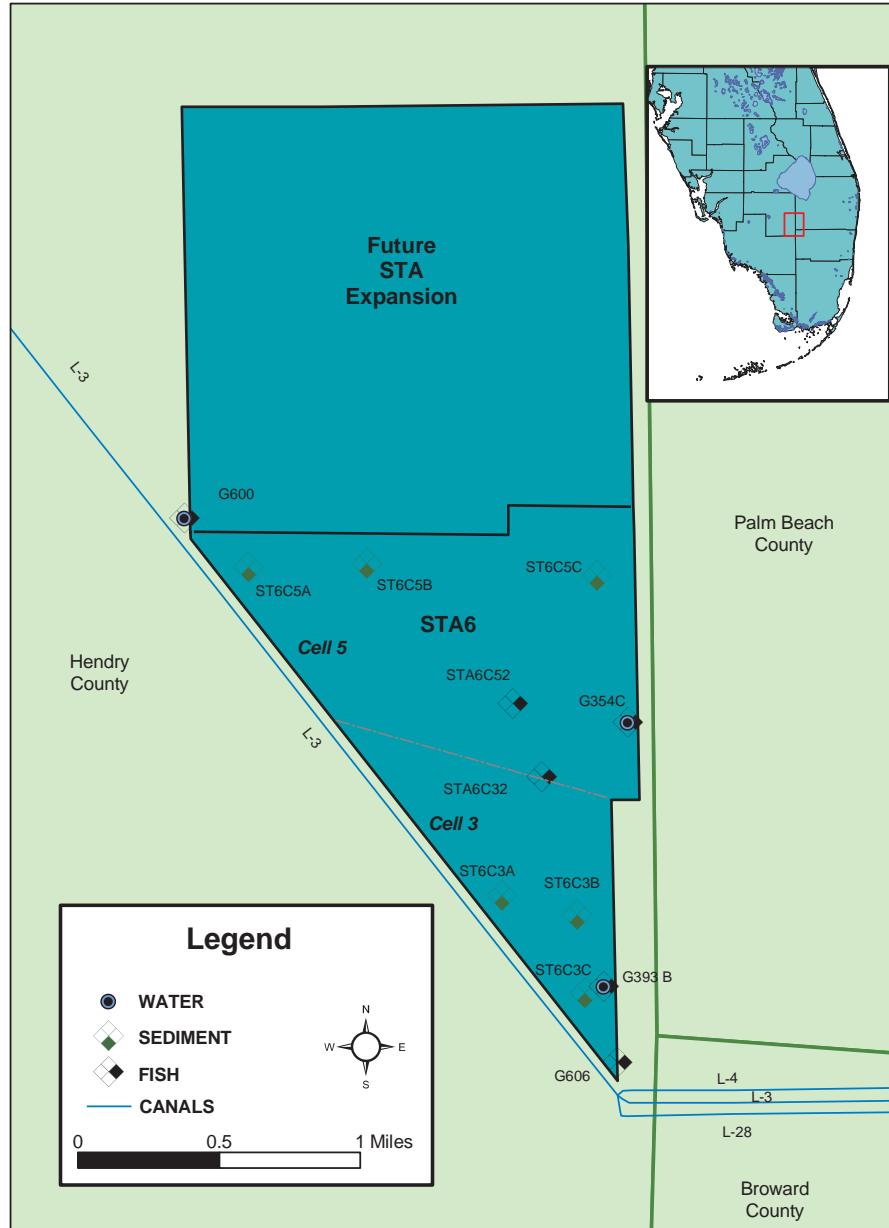 Future
STA
Expansion
L-3
G600
Palm Beach
County
ST6C5A
ST6C5B
ST6C5C
STA6
Cell 5
Hendry
County
STA6C52
G354C
L-3
STA6C32
Cell 3
ST6C3A
ST6C3B
ST6C3C
G393 B
G606
L-4
L-3
L-28
Broward
County
Legend
WATER
SEDIMENT
FISH
CANALS
N
W
E
S
0
0.5
1 Miles